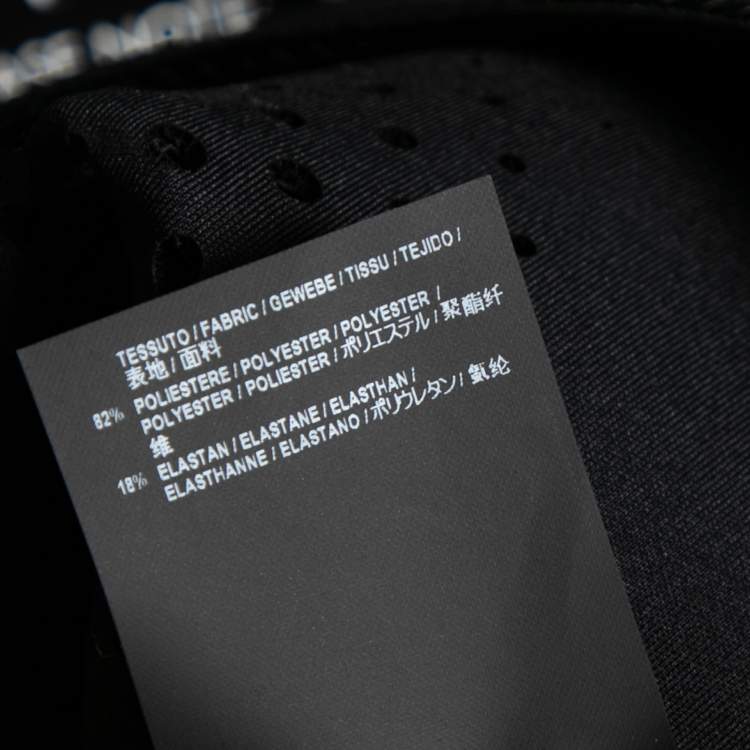 TESSUTO / FABRIC / GEWEBE / TISSU / TEJIDO /
表地 / 面料
82% POLIESTERE / POLYESTER / POLYESTER /
POLYESTER / POLIESTER / ポリエステル / 聚酯纤
维
18% ELASTAN / ELASTANE / ELASTHAN /
ELASTHANNE / ELASTANO / ポリウレタン / 氨纶